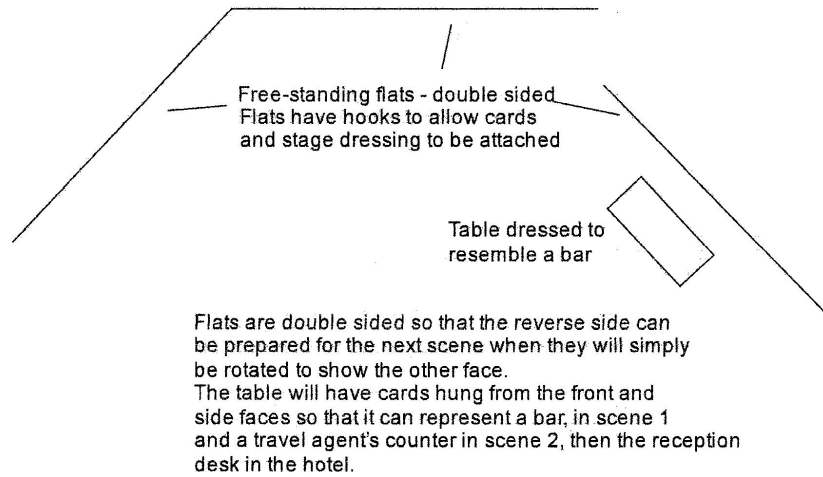 Free-standing flats - double sided
Flats have hooks to allow cards
and stage dressing to be attached
Table dressed to
resemble a bar
Flats are double sided so that the reverse side can
be prepared for the next scene when they will simply
be rotated to show the other face.
The table will have cards hung from the front and
side faces so that it can represent a bar, in scene 1
and a travel agent's counter in scene 2, then the reception
desk in the hotel.